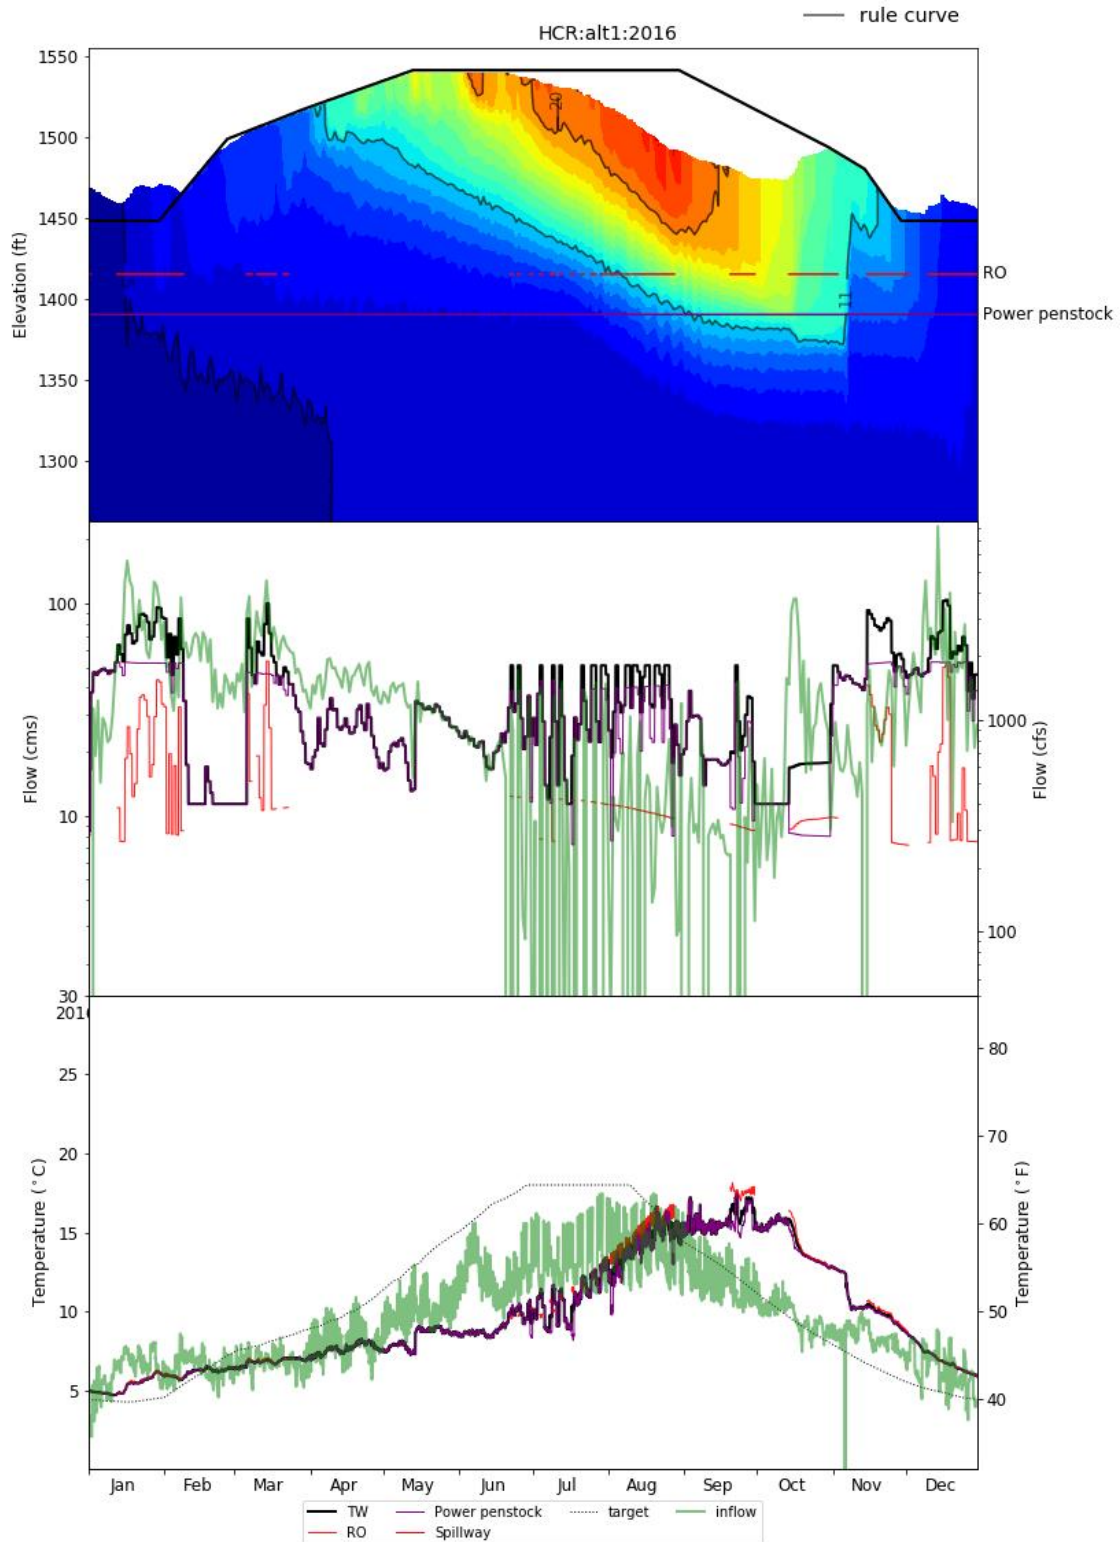 rule curve
HCR:alt1:2016
1550
1500
1450
1400
1350
1300
Elevation (ft)
20
11
RO
Power penstock
100
10
30
Flow (cms)
1000
100
Flow (cfs)
2016
25
20
15
10
5
Temperature (°C)
80
70
60
50
40
Temperature (°F)
Jan Feb Mar Apr May Jun Jul Aug Sep Oct Nov Dec
TW Power penstock target inflow
RO Spillway